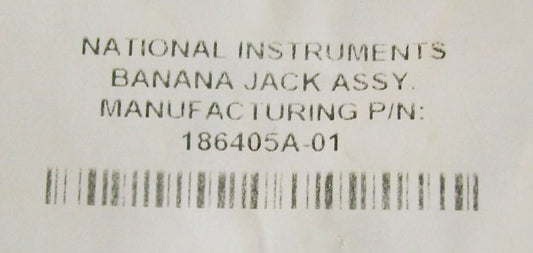 NATIONAL INSTRUMENTS
BANANA JACK ASSY.
MANUFACTURING P/N:
186405A-01